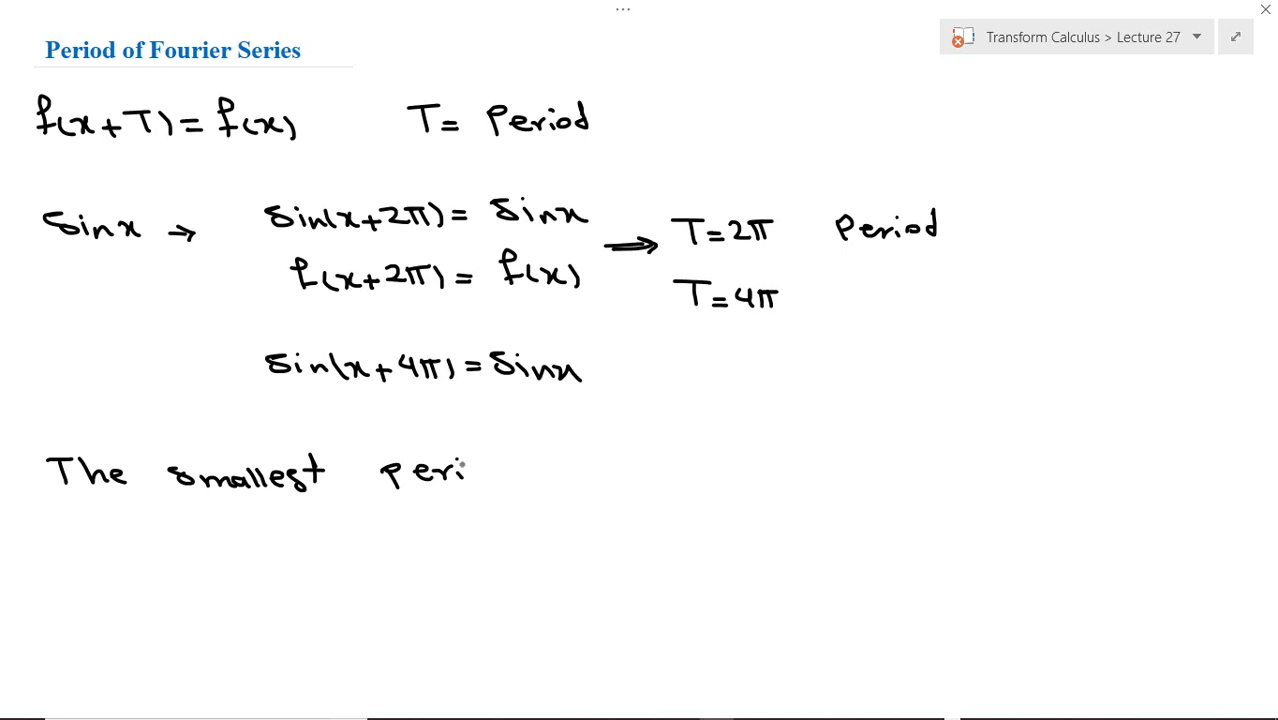 Period of Fourier Series
Transform Calculus > Lecture 27
f(x+T) = f(x) T = Period
sinx → sin(x+2π) = sinx
f(x+2π) = f(x)
⟹ T = 2π Period
T = 4π
sin(x+4π) = sinx
The smallest peri